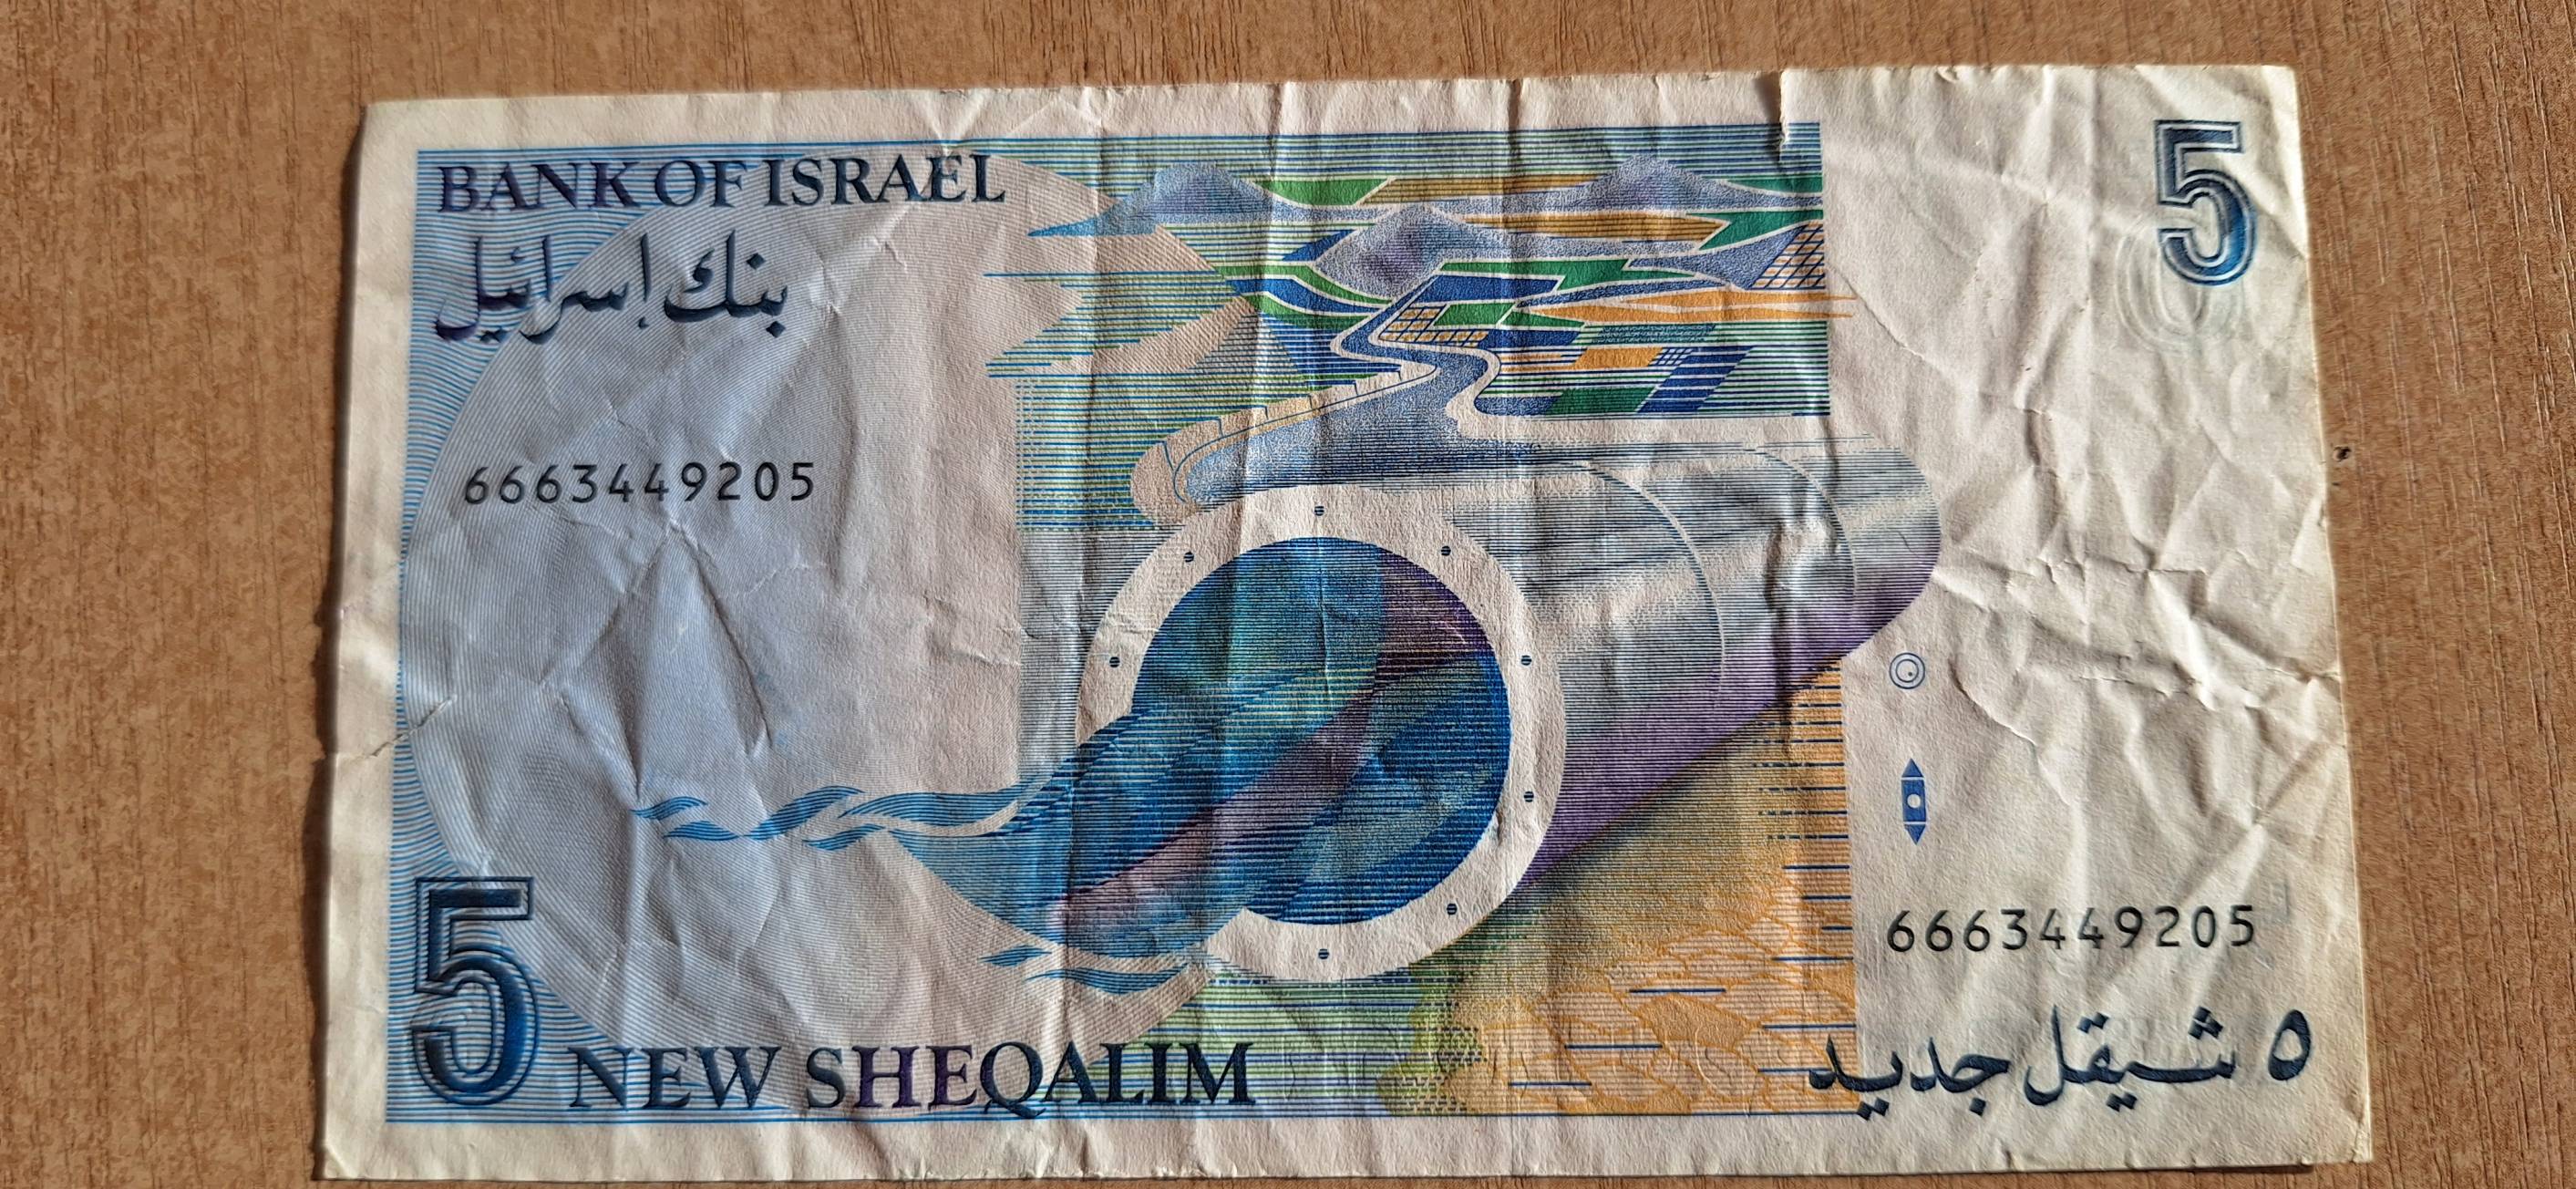 BANK OF ISRAEL
5
بنك إسرائيل
6663449205
6663449205
5
NEW SHEQALIM
٥ شيقل جديد